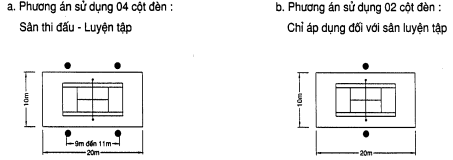 a. Phương án sử dụng 04 cột đèn :
Sân thi đấu - Luyện tập
10m
9m đến 11m
20m
b. Phương án sử dụng 02 cột đèn :
Chỉ áp dụng đối với sân luyện tập
10m
20m